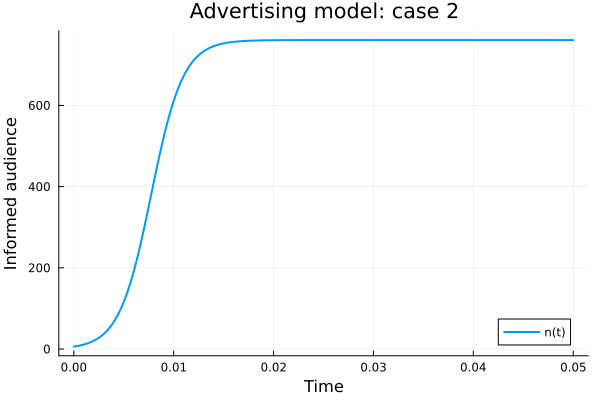 Advertising model: case 2
Informed audience
600
400
200
0
0.00 0.01 0.02 0.03 0.04 0.05
Time
n(t)